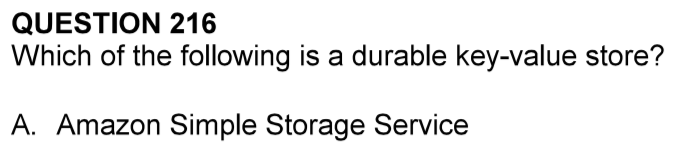 QUESTION 216
Which of the following is a durable key-value store?
A. Amazon Simple Storage Service